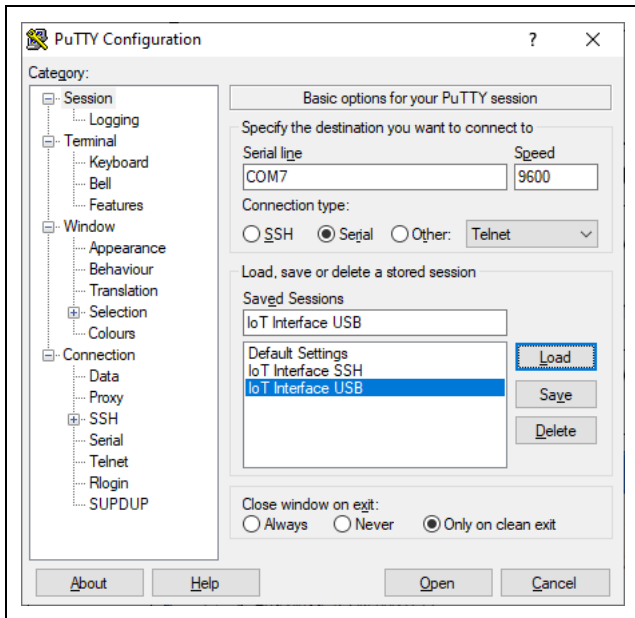 PuTTY Configuration
?
Category:
Session
Logging
Terminal
Keyboard
Bell
Features
Window
Appearance
Behaviour
Translation
Selection
Colours
Connection
Data
Proxy
SSH
Serial
Telnet
Rlogin
SUPDUP
Basic options for your PuTTY session
Specify the destination you want to connect to
Serial line Speed
COM7 9600
Connection type:
SSH Serial Other: Telnet
Load, save or delete a stored session
Saved Sessions
IoT Interface USB
Default Settings
IoT Interface SSH
IoT Interface USB
Load
Save
Delete
Close window on exit:
Always Never Only on clean exit
About Help Open Cancel